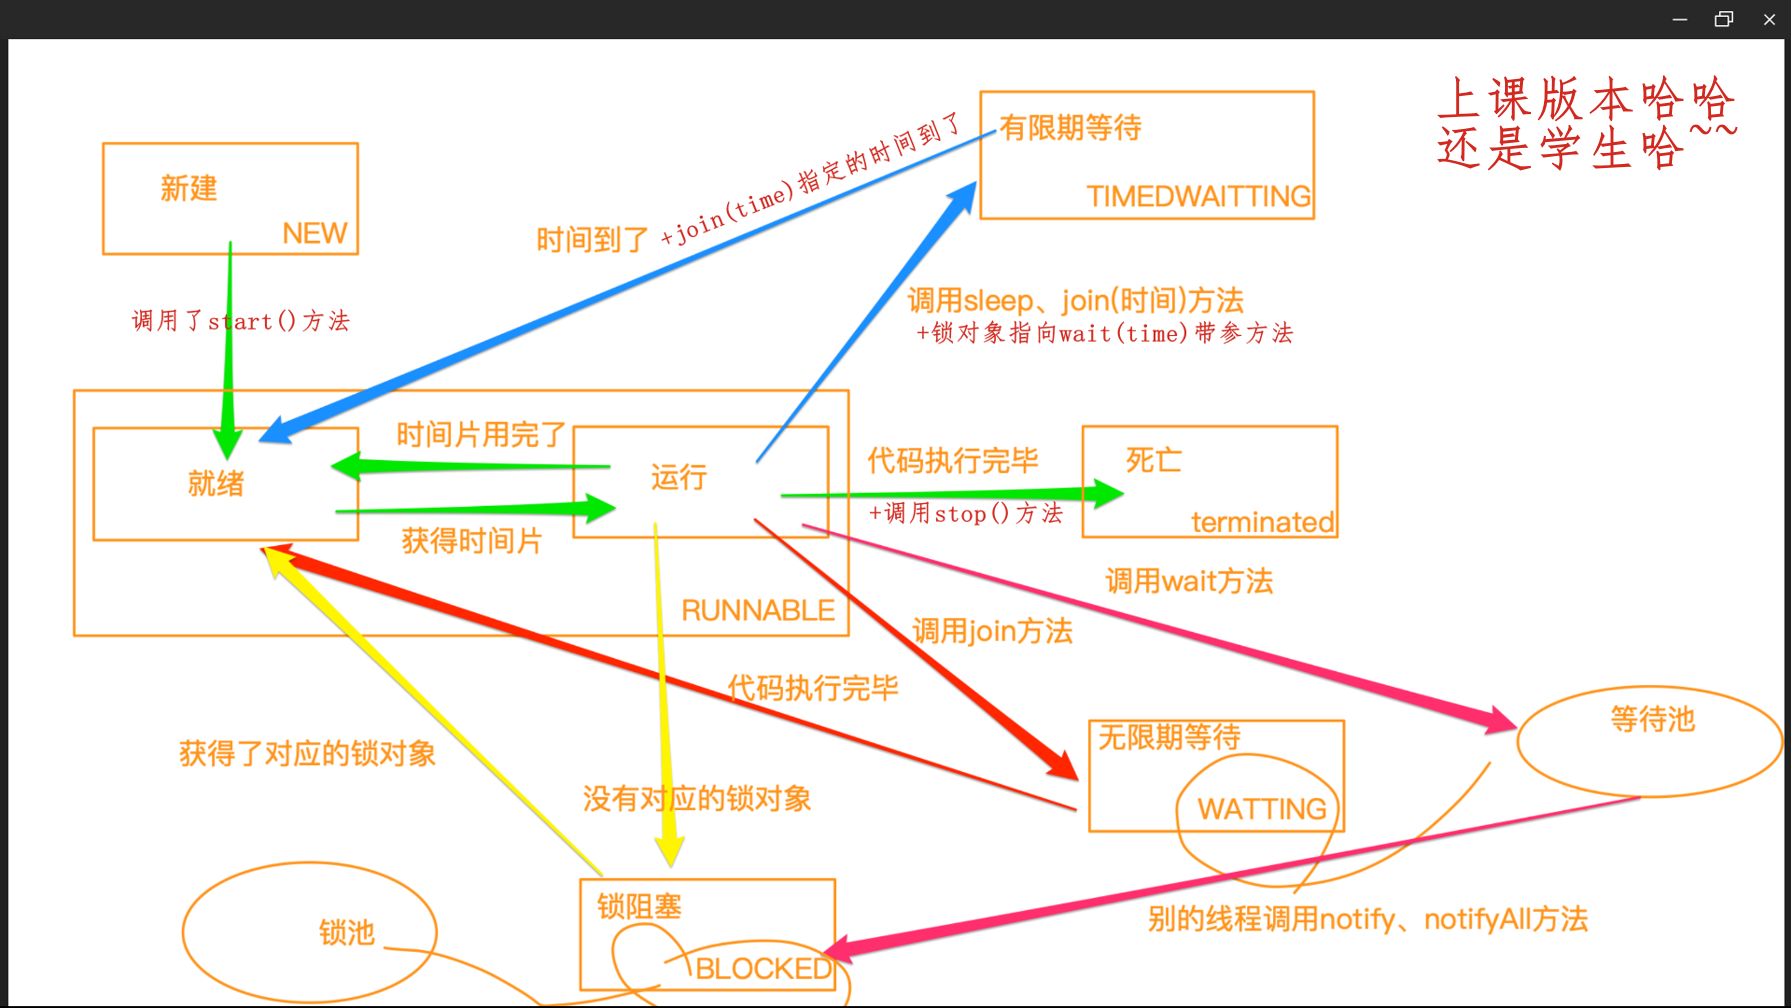 上课版本哈哈
还是学生哈~~
有限期等待
TIMEDWAITTING
新建
NEW
时间到了
+join(time)指定的时间到了
调用了start()方法
调用sleep、join(时间)方法
+锁对象指向wait(time)带参方法
时间片用完了
就绪
运行
获得时间片
RUNNABLE
代码执行完毕
+调用stop()方法
死亡
terminated
调用wait方法
调用join方法
代码执行完毕
获得了对应的锁对象
没有对应的锁对象
无限期等待
WATTING
等待池
锁池
锁阻塞
BLOCKED
别的线程调用notify、notifyAll方法